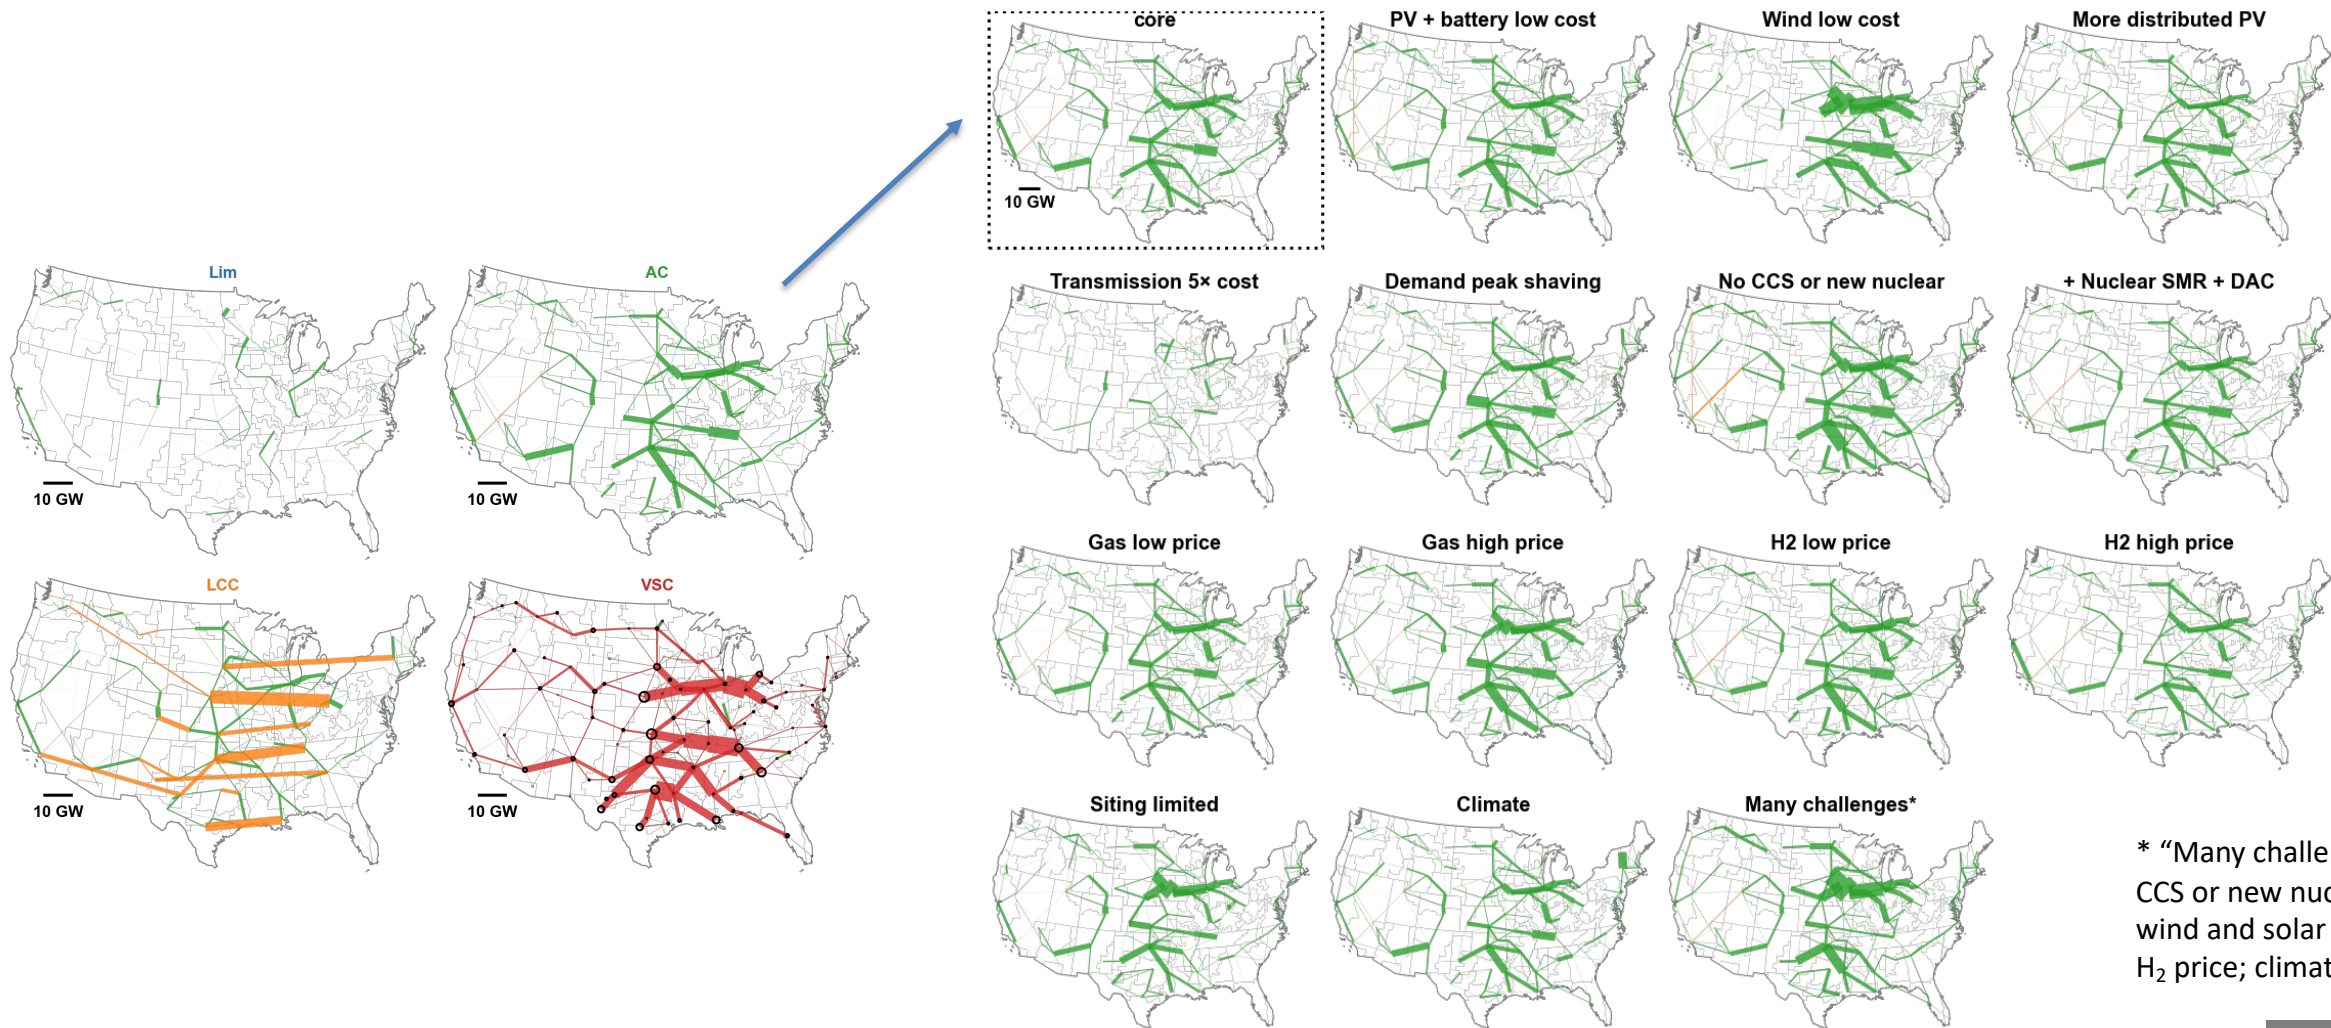 Lim
10 GW
AC
10 GW
LCC
10 GW
VSC
10 GW
core
10 GW
PV + battery low cost
Wind low cost
More distributed PV
Transmission 5× cost
Demand peak shaving
No CCS or new nuclear
+ Nuclear SMR + DAC
Gas low price
Gas high price
H2 low price
H2 high price
Siting limited
Climate
Many challenges*
* “Many challe
CCS or new nuc
wind and solar
H₂ price; climat